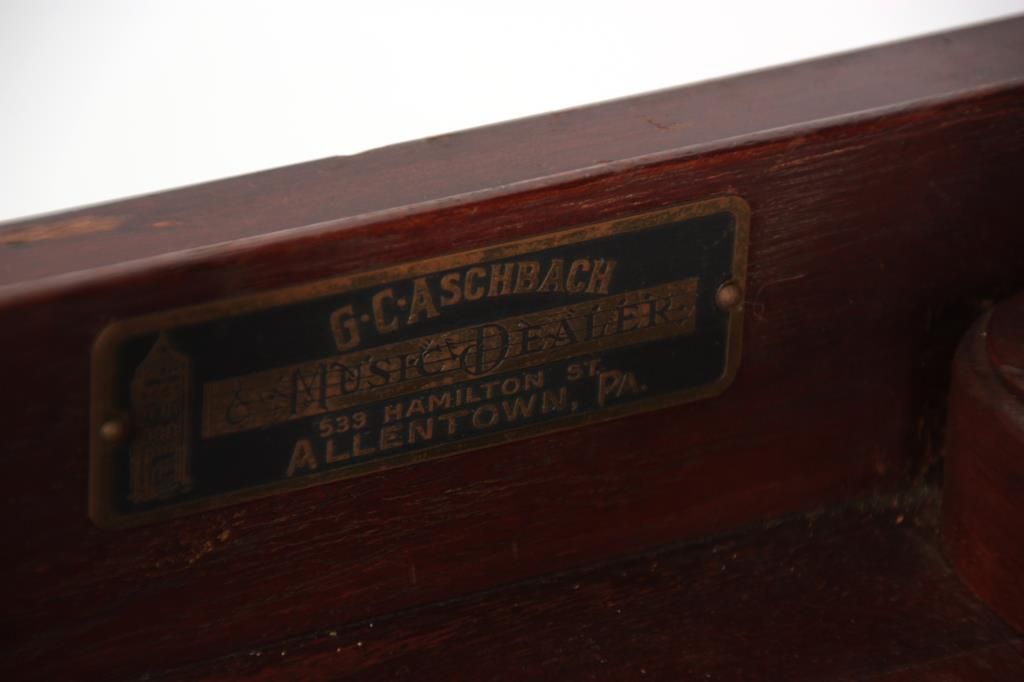 G·C·ASCHBACH
MUSIC DEALER
539 HAMILTON ST.
ALLENTOWN, PA.